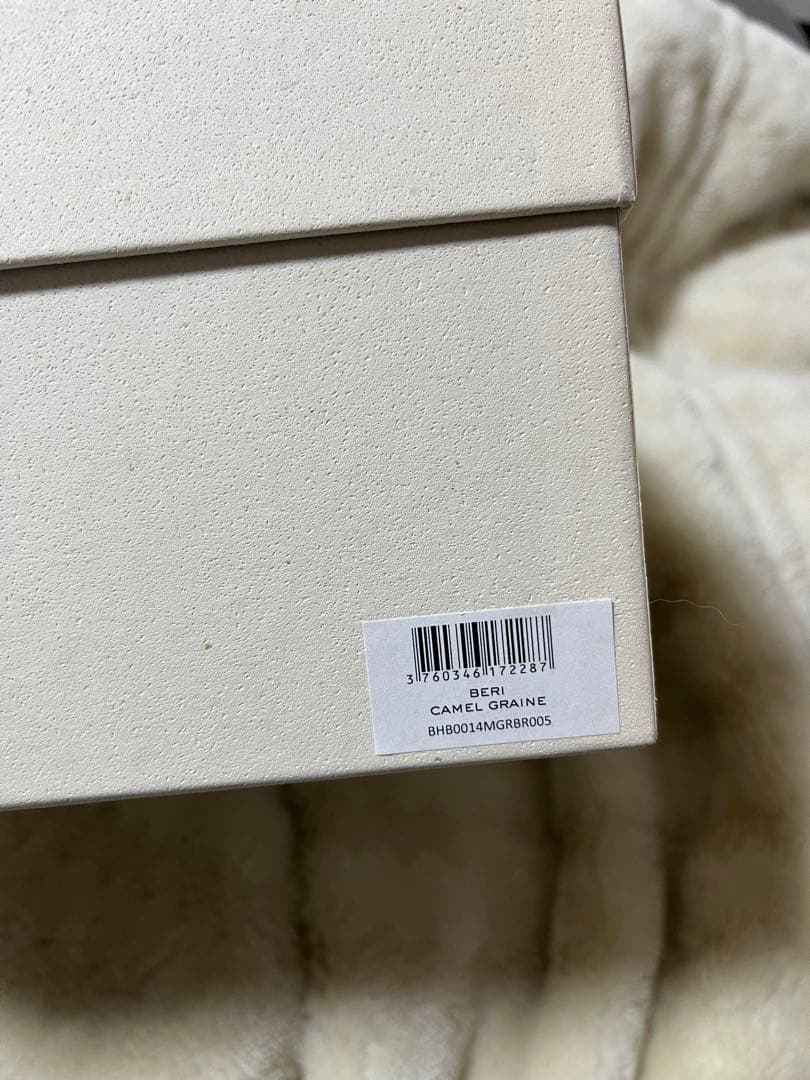 3 760346 172287
BERI
CAMEL GRAINE
BHB0014MGRBR005